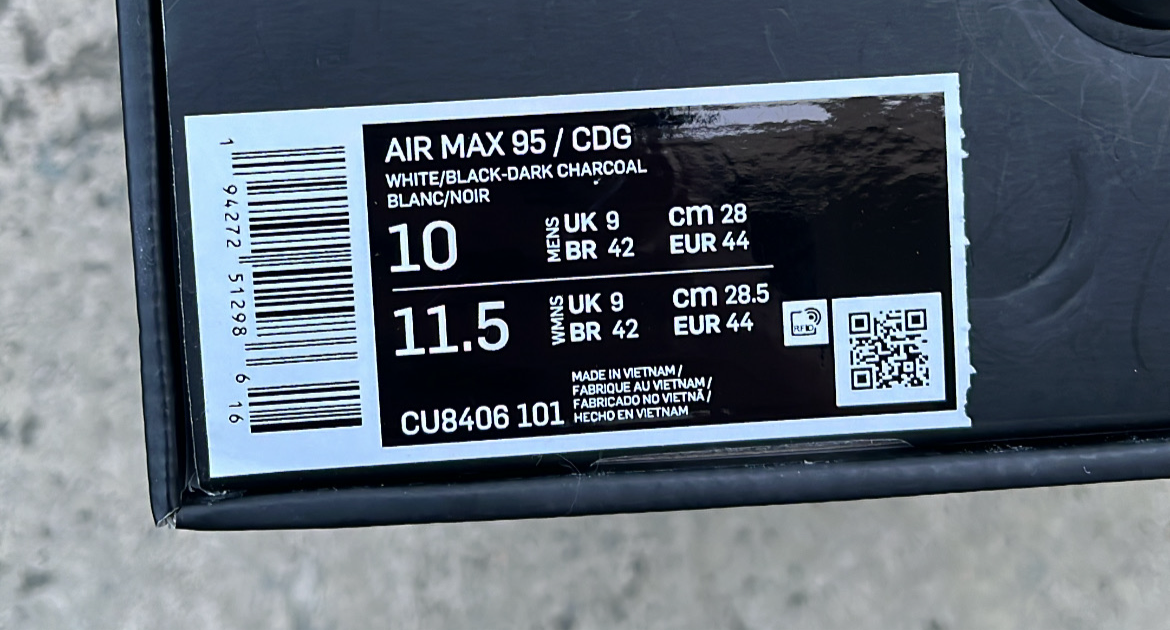 AIR MAX 95 / CDG
WHITE/BLACK-DARK CHARCOAL
BLANC/NOIR
10 MENS UK 9 cm 28
BR 42 EUR 44
11.5 WMNS UK 9 cm 28.5
BR 42 EUR 44
RFID
MADE IN VIETNAM /
FABRIQUE AU VIETNAM /
FABRICADO NO VIETNÃ /
HECHO EN VIETNAM
CU8406 101
1 94272 51298 6 16